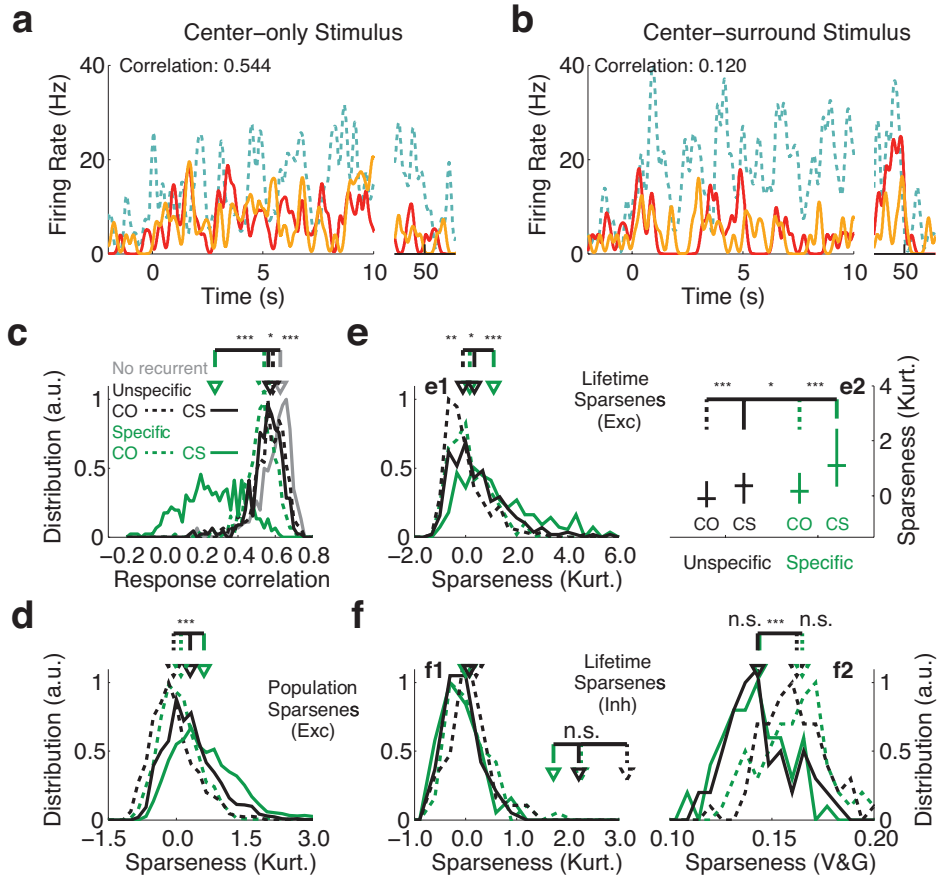 a
Center-only Stimulus
Correlation: 0.544
40
20
0
Firing Rate (Hz)
0 5 10 50
Time (s)
b
Center-surround Stimulus
Correlation: 0.120
40
20
0
Firing Rate (Hz)
0 5 10 50
Time (s)
c
*** * ***
No recurrent
Unspecific
CO CS
Specific
CO CS
1
0.5
0
Distribution (a.u.)
-0.2 0.0 0.2 0.4 0.6 0.8
Response correlation
e
** * ***
e1
0
-2.0 0.0 2.0 4.0 6.0
Sparseness (Kurt.)
1
0.5
Lifetime
Sparseness
(Exc)
e2
*** * ***
CO CS CO CS
Unspecific Specific
4
2
0
Sparseness (Kurt.)
d
***
1
0.5
0
Distribution (a.u.)
Population
Sparseness
(Exc)
-1.5 0.0 1.5 3.0
Sparseness (Kurt.)
f
f1
1
0.5
0
Lifetime
Sparseness
(Inh)
n.s.
-1.0 0.0 1.0 2.0 3.0
Sparseness (Kurt.)
n.s. *** n.s.
f2
1
0.5
0
Distribution (a.u.)
0.10 0.15 0.20
Sparseness (V&G)